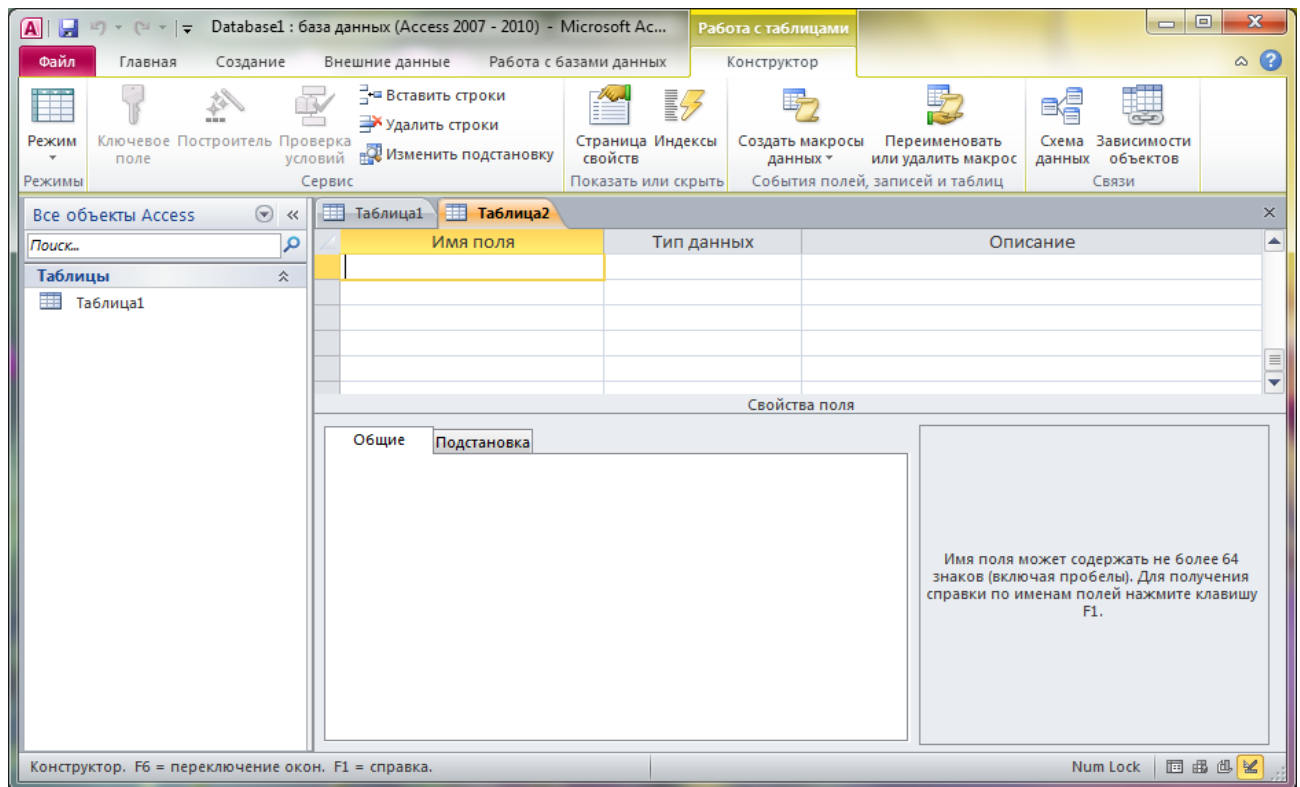 Database1 : база данных (Access 2007 - 2010) - Microsoft Ac...
Работа с таблицами
Файл
Главная
Создание
Внешние данные
Работа с базами данных
Конструктор
Режим
Ключевое поле
Построитель
Проверка условий
Вставить строки
Удалить строки
Изменить подстановку
Страница свойств
Индексы
Создать макросы данных
Переименовать или удалить макрос
Схема данных
Зависимости объектов
Режимы
Сервис
Показать или скрыть
События полей, записей и таблиц
Связи
Все объекты Access
Поиск...
Таблицы
Таблица1
Таблица1
Таблица2
Имя поля
Тип данных
Описание
Свойства поля
Общие
Подстановка
Имя поля может содержать не более 64
знаков (включая пробелы). Для получения
справки по именам полей нажмите клавишу
F1.
Конструктор. F6 = переключение окон. F1 = справка.
Num Lock